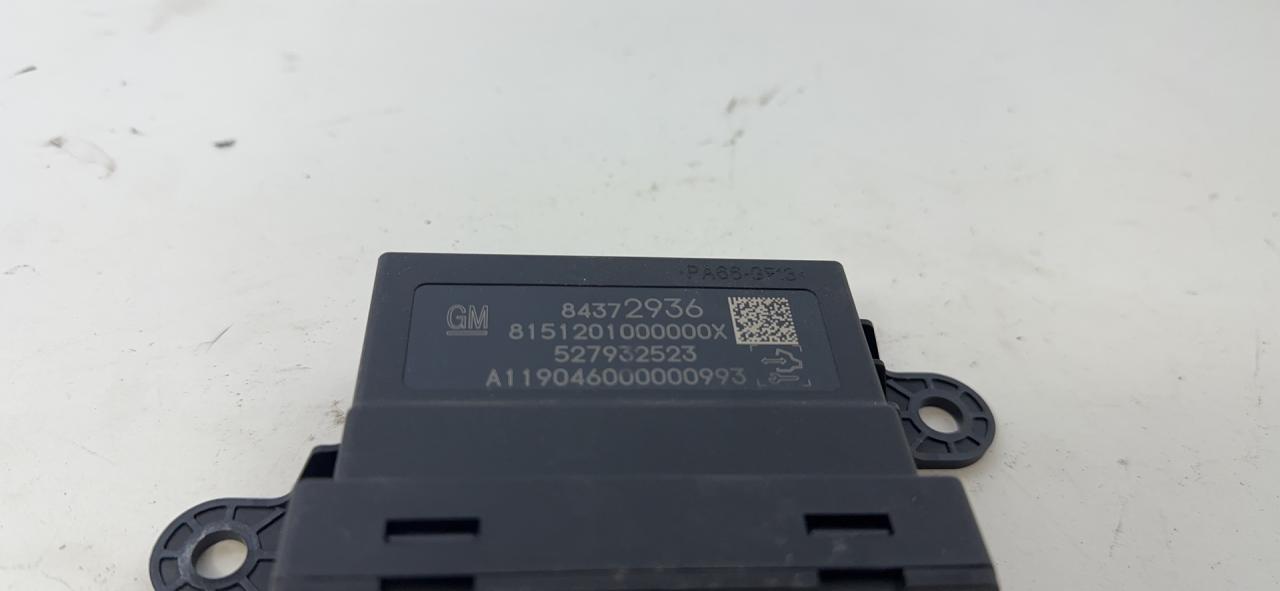 >PA66-GF13<
GM 84372936
8151201000000X
527932523
A119046000000993